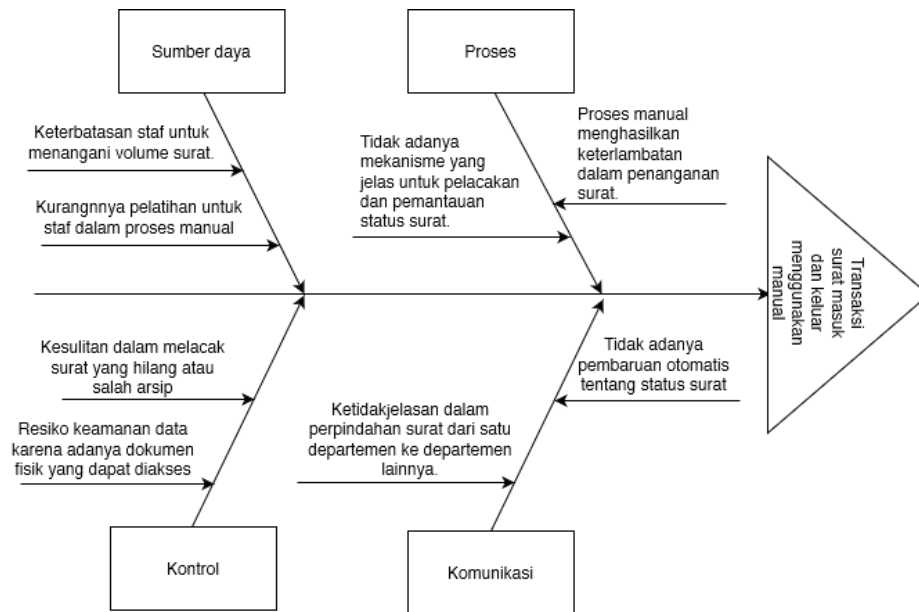 Sumber daya
Proses
Keterbatasan staf untuk
menangani volume surat.
Kurangnnya pelatihan untuk
staf dalam proses manual
Tidak adanya
mekanisme yang
jelas untuk pelacakan
dan pemantauan
status surat.
Proses manual
menghasilkan
keterlambatan
dalam penanganan
surat.
Transaksi
surat masuk
dan keluar
menggunakan
manual
Kesulitan dalam melacak
surat yang hilang atau
salah arsip
Resiko keamanan data
karena adanya dokumen
fisik yang dapat diakses
Ketidakjelasan dalam
perpindahan surat dari satu
departemen ke departemen
lainnya.
Tidak adanya
pembaruan otomatis
tentang status surat
Kontrol
Komunikasi